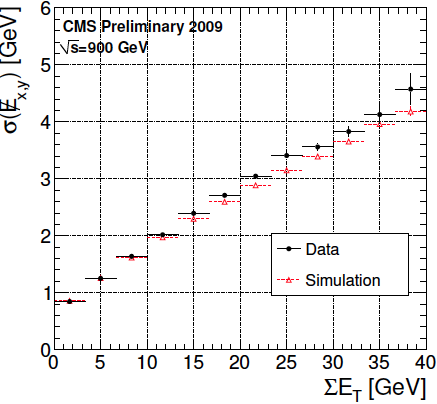 CMS Preliminary 2009
√s=900 GeV
σ(E̸x,y) [GeV]
6
5
4
3
2
1
0
Data
Simulation
0 5 10 15 20 25 30 35 40
ΣET [GeV]